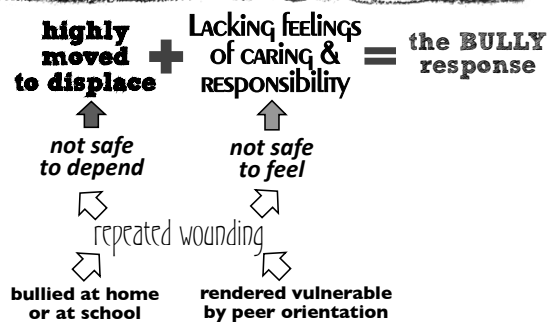 highly
moved
to displace
+
Lacking feelings
of caring &
responsibility
=
the BULLY
response
not safe
to depend
not safe
to feel
repeated wounding
bullied at home
or at school
rendered vulnerable
by peer orientation